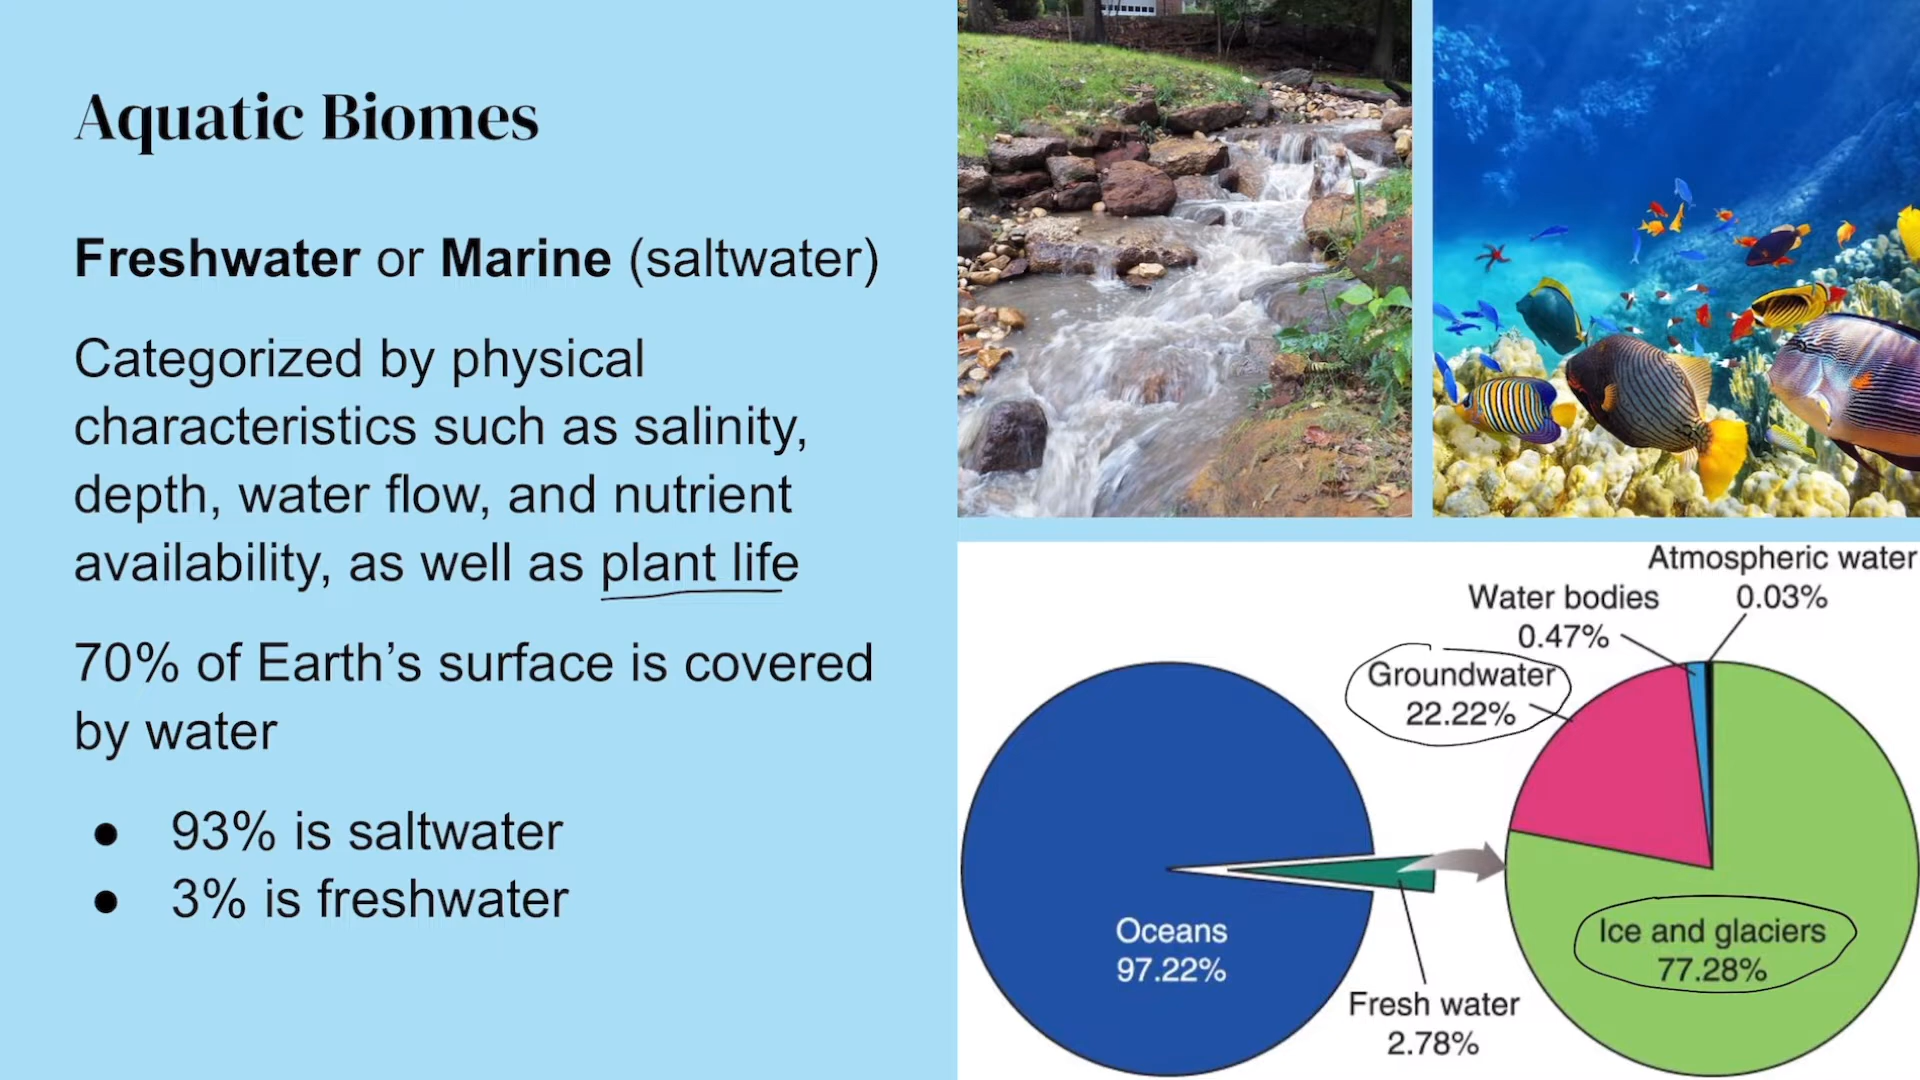 Aquatic Biomes
Freshwater or Marine (saltwater)
Categorized by physical
characteristics such as salinity,
depth, water flow, and nutrient
availability, as well as plant life
70% of Earth’s surface is covered
by water
● 93% is saltwater
● 3% is freshwater
Atmospheric water
0.03%
Water bodies
0.47%
Groundwater
22.22%
Oceans
97.22%
Fresh water
2.78%
Ice and glaciers
77.28%